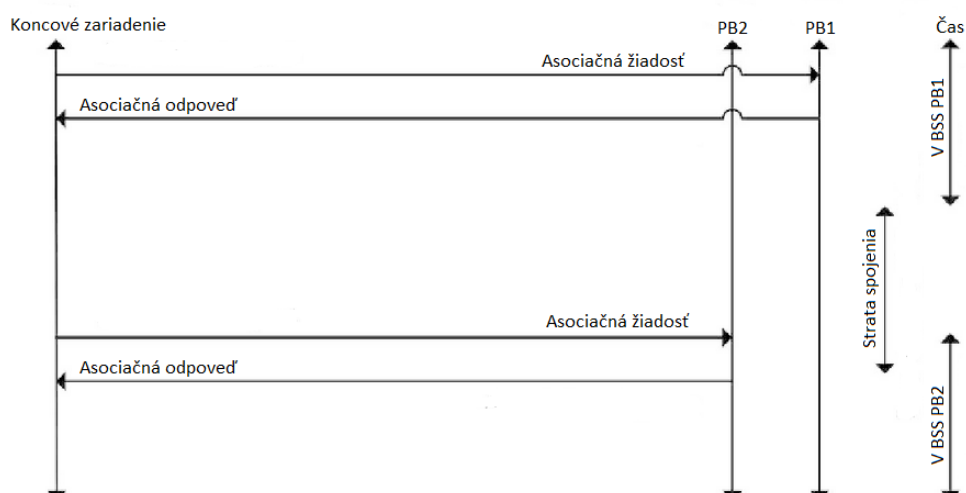 Koncové zariadenie
PB2
PB1
Čas
Asociačná žiadosť
Asociačná odpoveď
V BSS PB1
Strata spojenia
Asociačná žiadosť
Asociačná odpoveď
V BSS PB2